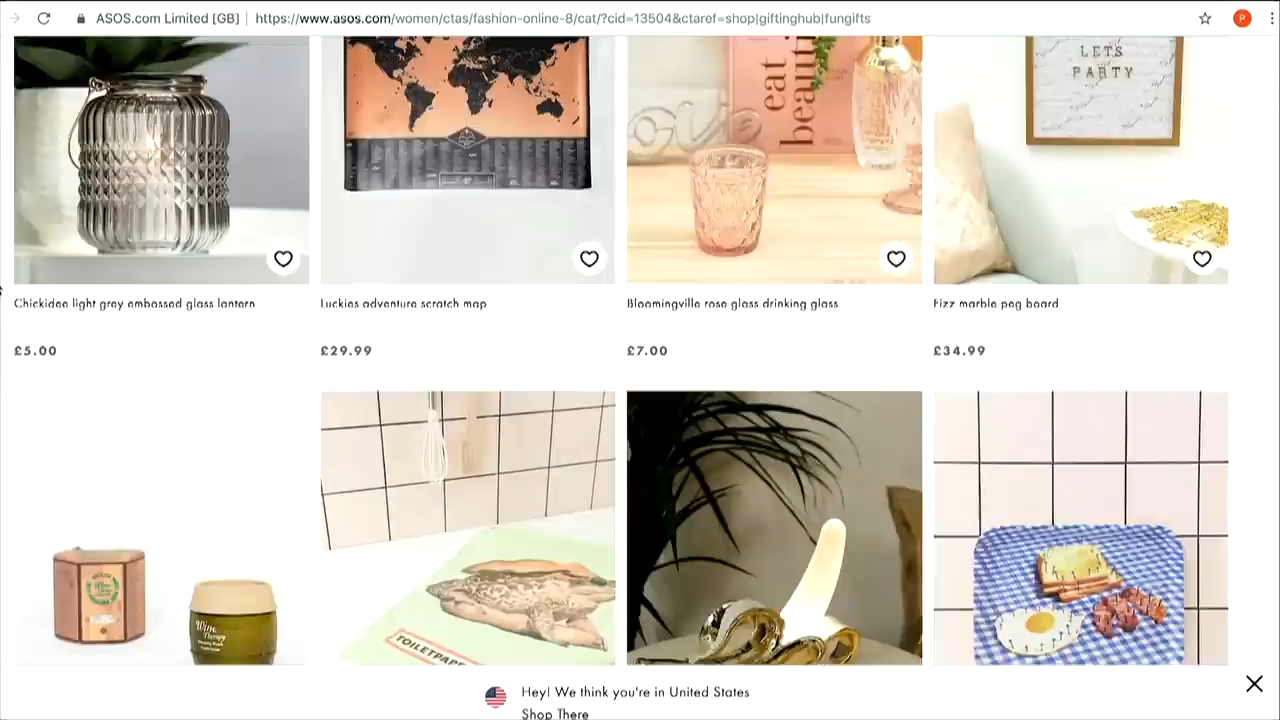 ASOS.com Limited [GB]
https://www.asos.com/women/ctas/fashion-online-8/cat/?cid=13504&ctaref=shop|giftinghub|fungifts
P
eat
beauti
LETS
PARTY
Chickidee light grey embossed glass lantern
Luckies adventure scratch map
Bloomingville rose glass drinking glass
Fizz marble peg board
£5.00
£29.99
£7.00
£34.99
Wine
Therapy
TOILETPAPE
Hey! We think you're in United States
Shop There